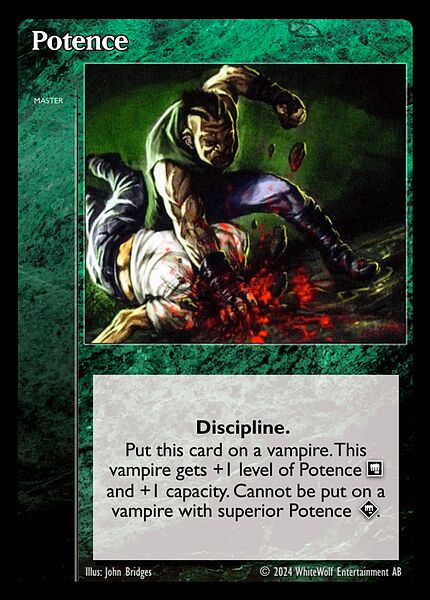 Potence
MASTER
Discipline.
Put this card on a vampire. This
vampire gets +1 level of Potence
and +1 capacity. Cannot be put on a
vampire with superior Potence .
Illus: John Bridges © 2024 WhiteWolf Entertainment AB